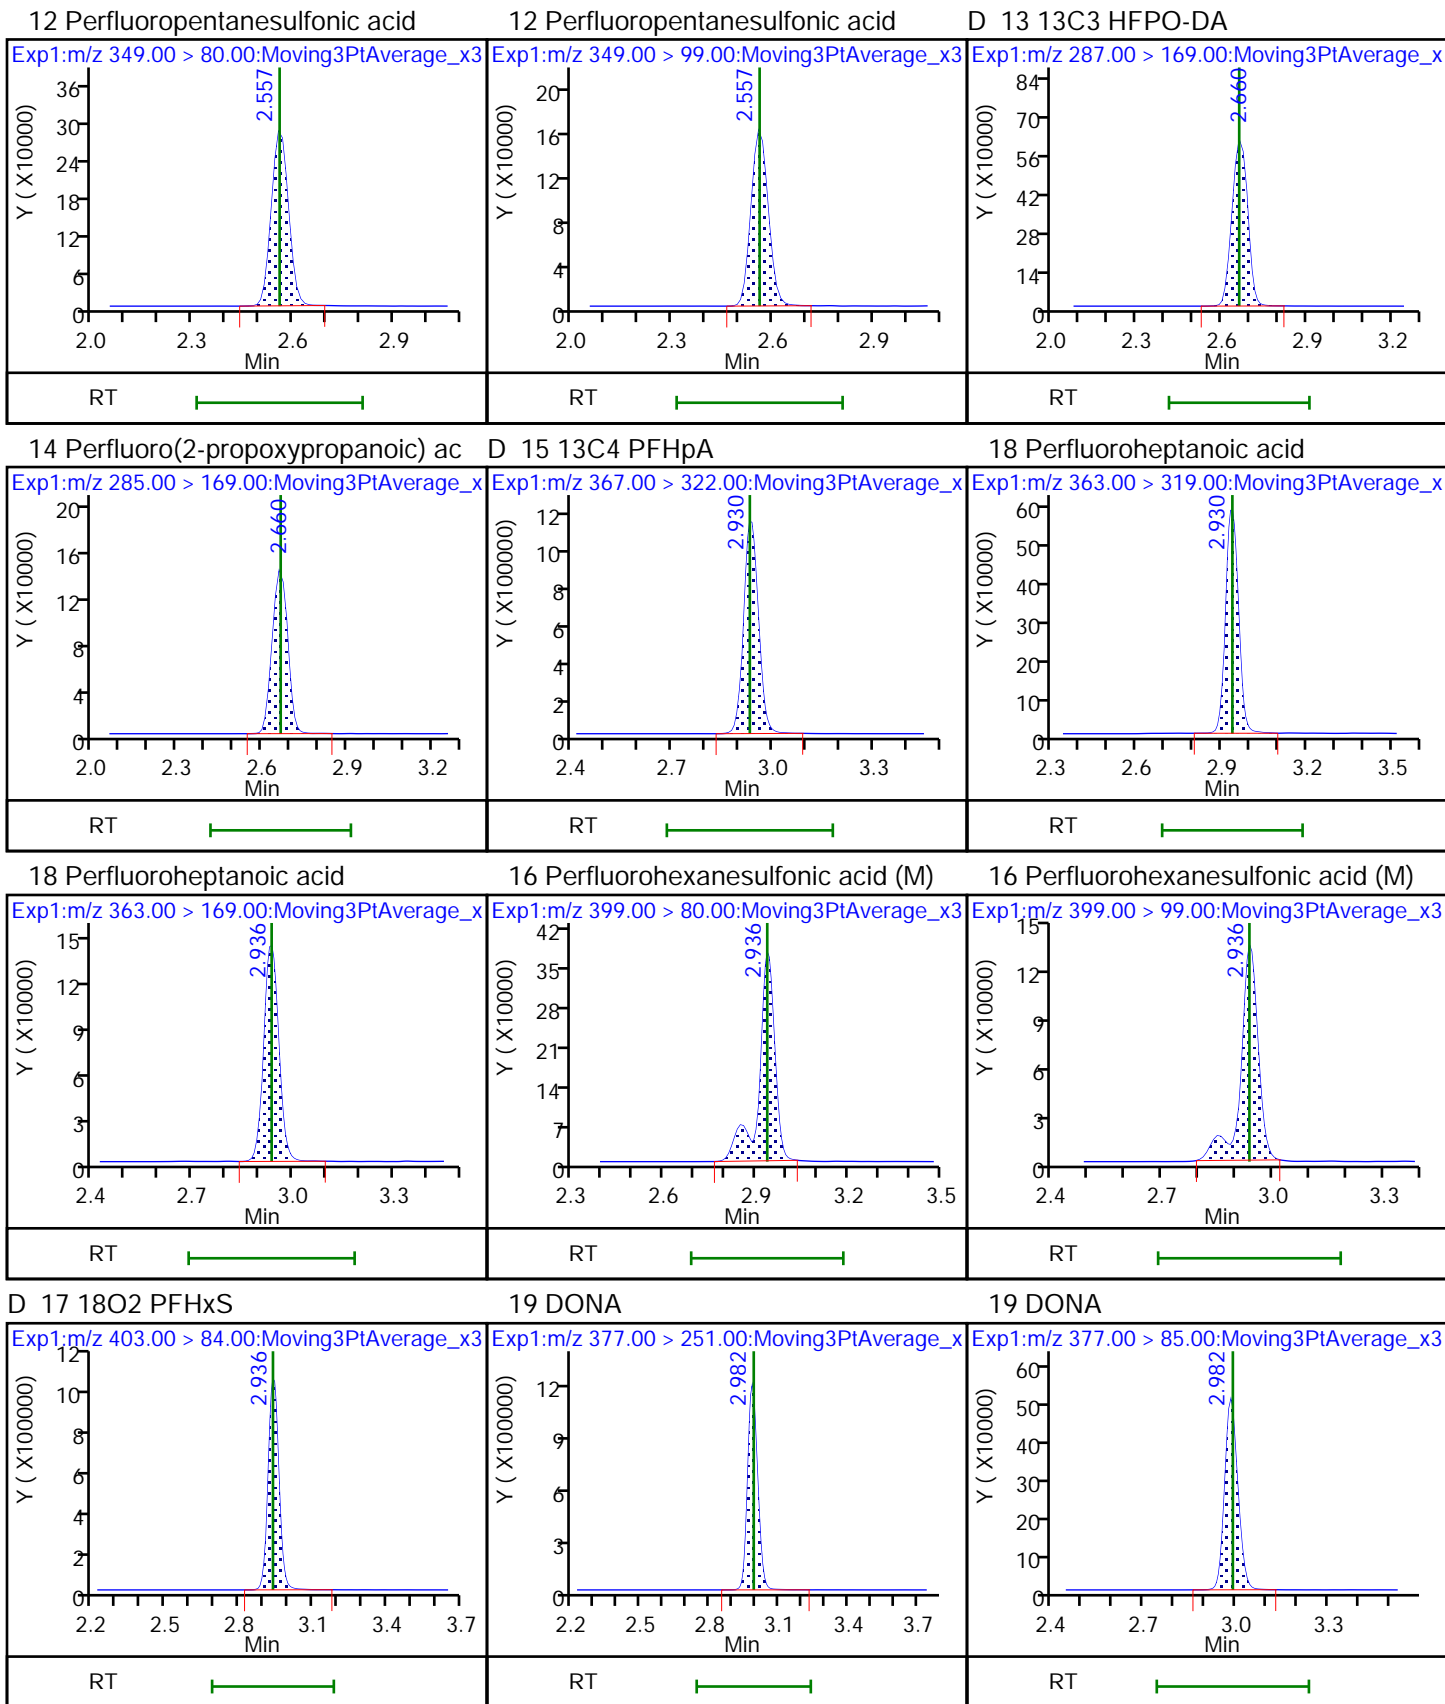 12 Perfluoropentanesulfonic acid
Exp1:m/z 349.00 > 80.00:Moving3PtAverage_x3
2.557
Y ( X10000)
36
30
24
18
12
6
0
2.0 2.3 2.6 2.9
Min
RT
12 Perfluoropentanesulfonic acid
Exp1:m/z 349.00 > 99.00:Moving3PtAverage_x3
2.557
Y ( X10000)
20
16
12
8
4
0
2.0 2.3 2.6 2.9
Min
RT
D 13 13C3 HFPO-DA
Exp1:m/z 287.00 > 169.00:Moving3PtAverage_x
2.660
Y ( X10000)
84
70
56
42
28
14
0
2.0 2.3 2.6 2.9 3.2
Min
RT
14 Perfluoro(2-propoxypropanoic) ac
Exp1:m/z 285.00 > 169.00:Moving3PtAverage_x
2.660
Y ( X10000)
20
16
12
8
4
0
2.0 2.3 2.6 2.9 3.2
Min
RT
D 15 13C4 PFHpA
Exp1:m/z 367.00 > 322.00:Moving3PtAverage_x
2.930
Y ( X100000)
12
10
8
6
4
2
0
2.4 2.7 3.0 3.3
Min
RT
18 Perfluoroheptanoic acid
Exp1:m/z 363.00 > 319.00:Moving3PtAverage_x
2.930
Y ( X10000)
60
50
40
30
20
10
0
2.3 2.6 2.9 3.2 3.5
Min
RT
18 Perfluoroheptanoic acid
Exp1:m/z 363.00 > 169.00:Moving3PtAverage_x
2.936
Y ( X10000)
15
12
9
6
3
0
2.4 2.7 3.0 3.3
Min
RT
16 Perfluorohexanesulfonic acid (M)
Exp1:m/z 399.00 > 80.00:Moving3PtAverage_x3
2.936
Y ( X10000)
42
35
28
21
14
7
0
2.3 2.6 2.9 3.2 3.5
Min
RT
16 Perfluorohexanesulfonic acid (M)
Exp1:m/z 399.00 > 99.00:Moving3PtAverage_x3
2.936
Y ( X10000)
15
12
9
6
3
0
2.4 2.7 3.0 3.3
Min
RT
D 17 18O2 PFHxS
Exp1:m/z 403.00 > 84.00:Moving3PtAverage_x3
2.936
Y ( X100000)
12
10
8
6
4
2
0
2.2 2.5 2.8 3.1 3.4 3.7
Min
RT
19 DONA
Exp1:m/z 377.00 > 251.00:Moving3PtAverage_x
2.982
Y ( X100000)
12
9
6
3
0
2.2 2.5 2.8 3.1 3.4 3.7
Min
RT
19 DONA
Exp1:m/z 377.00 > 85.00:Moving3PtAverage_x3
2.982
Y ( X10000)
60
50
40
30
20
10
0
2.4 2.7 3.0 3.3
Min
RT